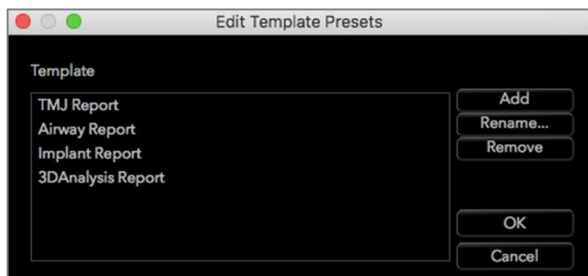 Edit Template Presets
Template
TMJ Report
Airway Report
Implant Report
3DAnalysis Report
Add
Rename...
Remove
OK
Cancel